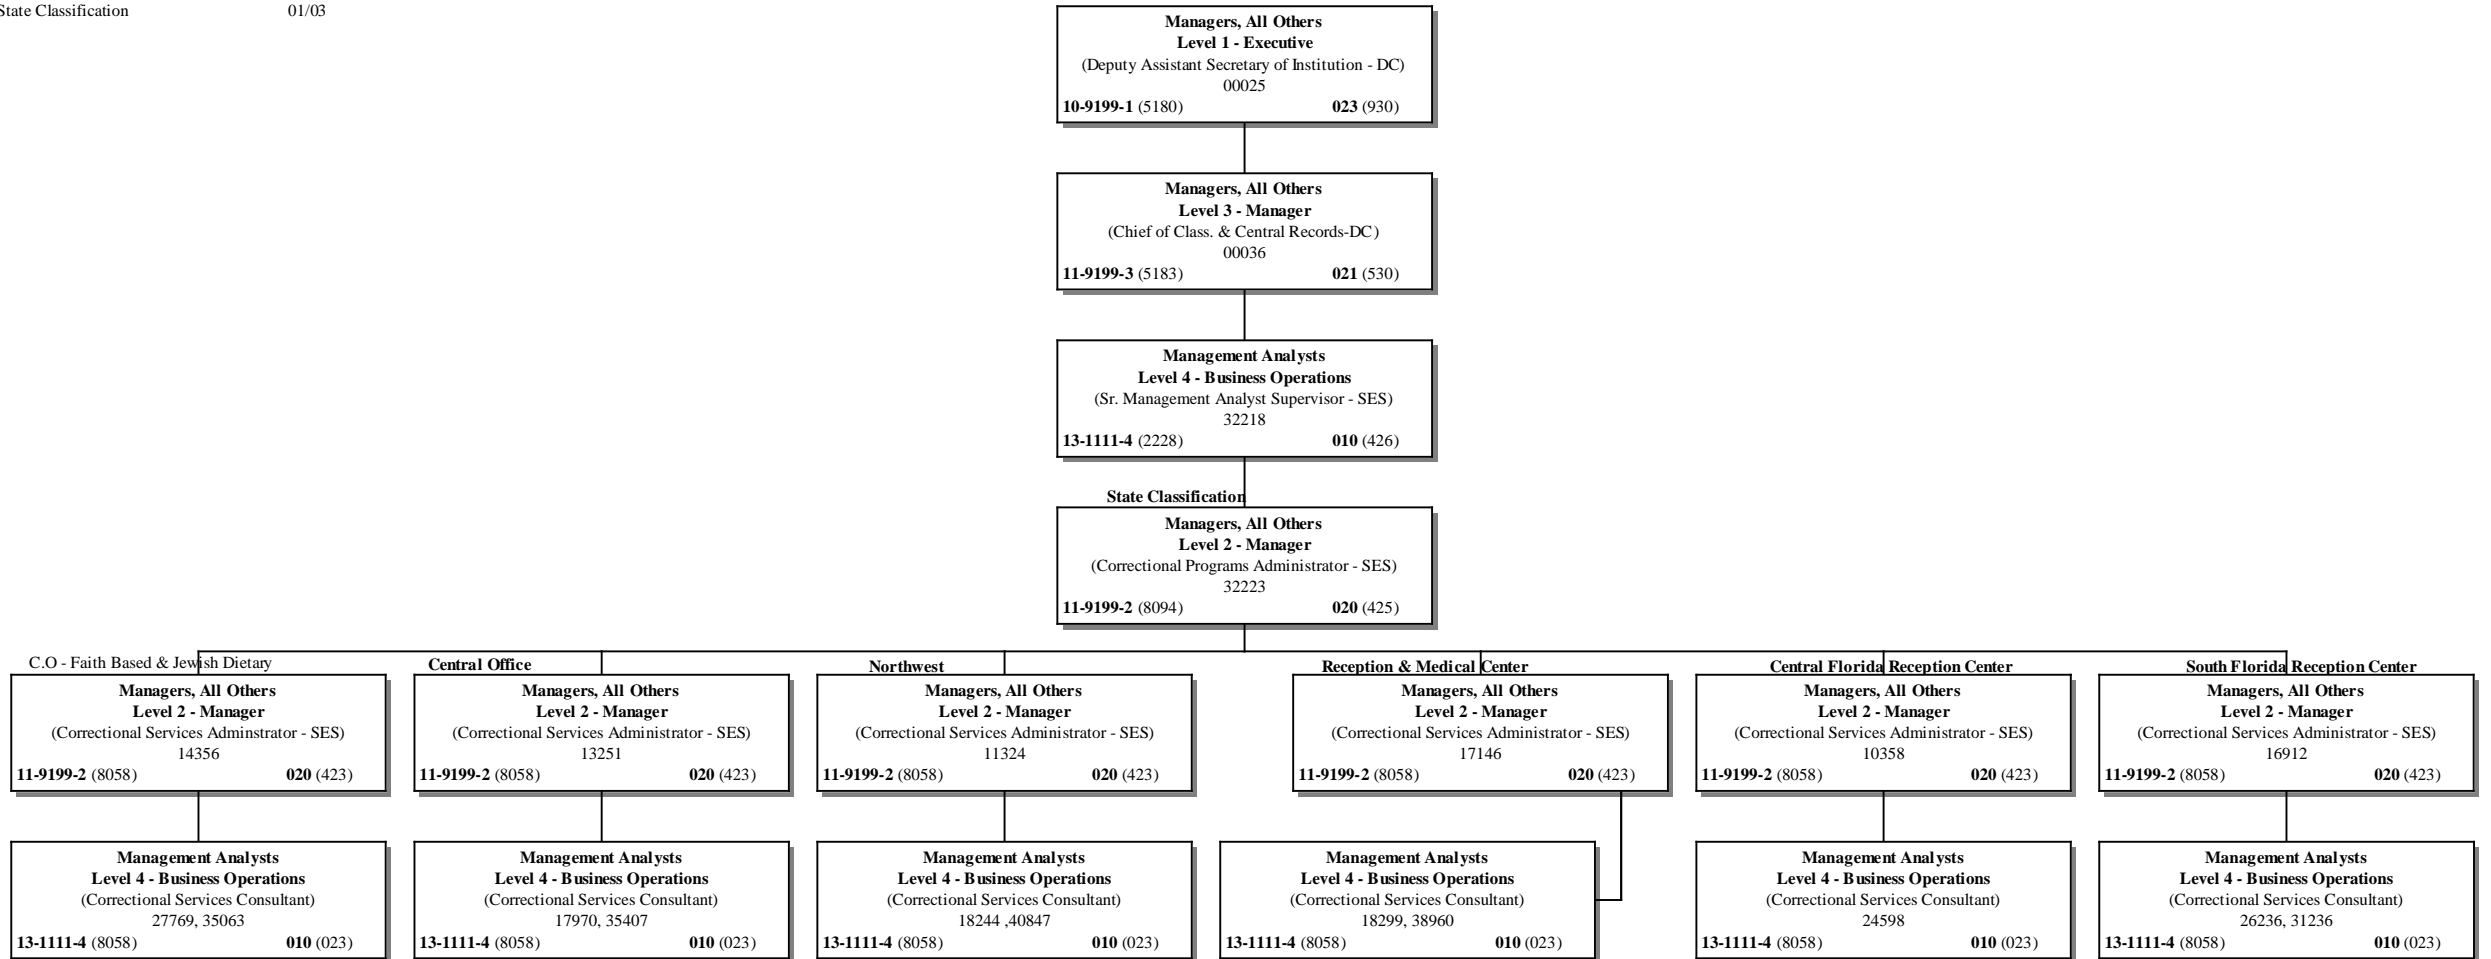 State Classification 01/03
Managers, All Others
Level 1 - Executive
(Deputy Assistant Secretary of Institution - DC)
00025
10-9199-1 (5180) 023 (930)
Managers, All Others
Level 3 - Manager
(Chief of Class. & Central Records-DC)
00036
11-9199-3 (5183) 021 (530)
Management Analysts
Level 4 - Business Operations
(Sr. Management Analyst Supervisor - SES)
32218
13-1111-4 (2228) 010 (426)
State Classification
Managers, All Others
Level 2 - Manager
(Correctional Programs Administrator - SES)
32223
11-9199-2 (8094) 020 (425)
C.O - Faith Based & Jewish Dietary
Managers, All Others
Level 2 - Manager
(Correctional Services Adminstrator - SES)
14356
11-9199-2 (8058) 020 (423)
Central Office
Managers, All Others
Level 2 - Manager
(Correctional Services Administrator - SES)
13251
11-9199-2 (8058) 020 (423)
Northwest
Managers, All Others
Level 2 - Manager
(Correctional Services Administrator - SES)
11324
11-9199-2 (8058) 020 (423)
Reception & Medical Center
Managers, All Others
Level 2 - Manager
(Correctional Services Administrator - SES)
17146
11-9199-2 (8058) 020 (423)
Central Florida Reception Center
Managers, All Others
Level 2 - Manager
(Correctional Services Administrator - SES)
10358
11-9199-2 (8058) 020 (423)
South Florida Reception Center
Managers, All Others
Level 2 - Manager
(Correctional Services Administrator - SES)
16912
11-9199-2 (8058) 020 (423)
Management Analysts
Level 4 - Business Operations
(Correctional Services Consultant)
27769, 35063
13-1111-4 (8058) 010 (023)
Management Analysts
Level 4 - Business Operations
(Correctional Services Consultant)
17970, 35407
13-1111-4 (8058) 010 (023)
Management Analysts
Level 4 - Business Operations
(Correctional Services Consultant)
18244 ,40847
13-1111-4 (8058) 010 (023)
Management Analysts
Level 4 - Business Operations
(Correctional Services Consultant)
18299, 38960
13-1111-4 (8058) 010 (023)
Management Analysts
Level 4 - Business Operations
(Correctional Services Consultant)
24598
13-1111-4 (8058) 010 (023)
Management Analysts
Level 4 - Business Operations
(Correctional Services Consultant)
26236, 31236
13-1111-4 (8058) 010 (023)